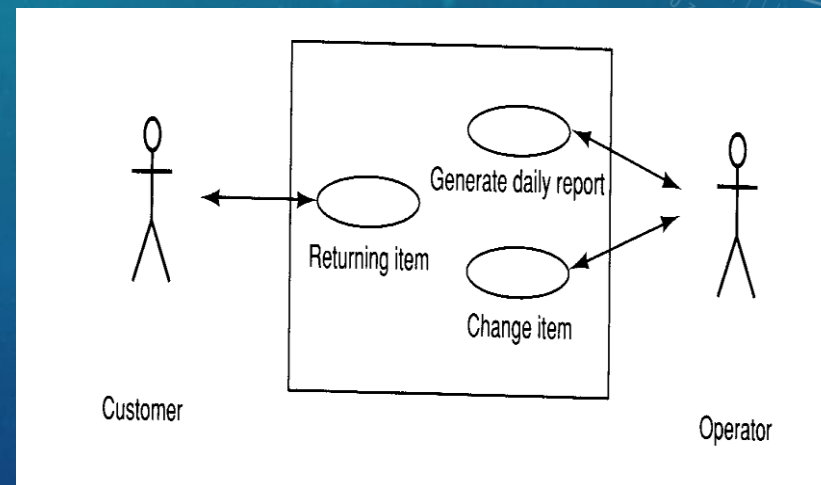 Generate daily report
Returning item
Change item
Customer
Operator